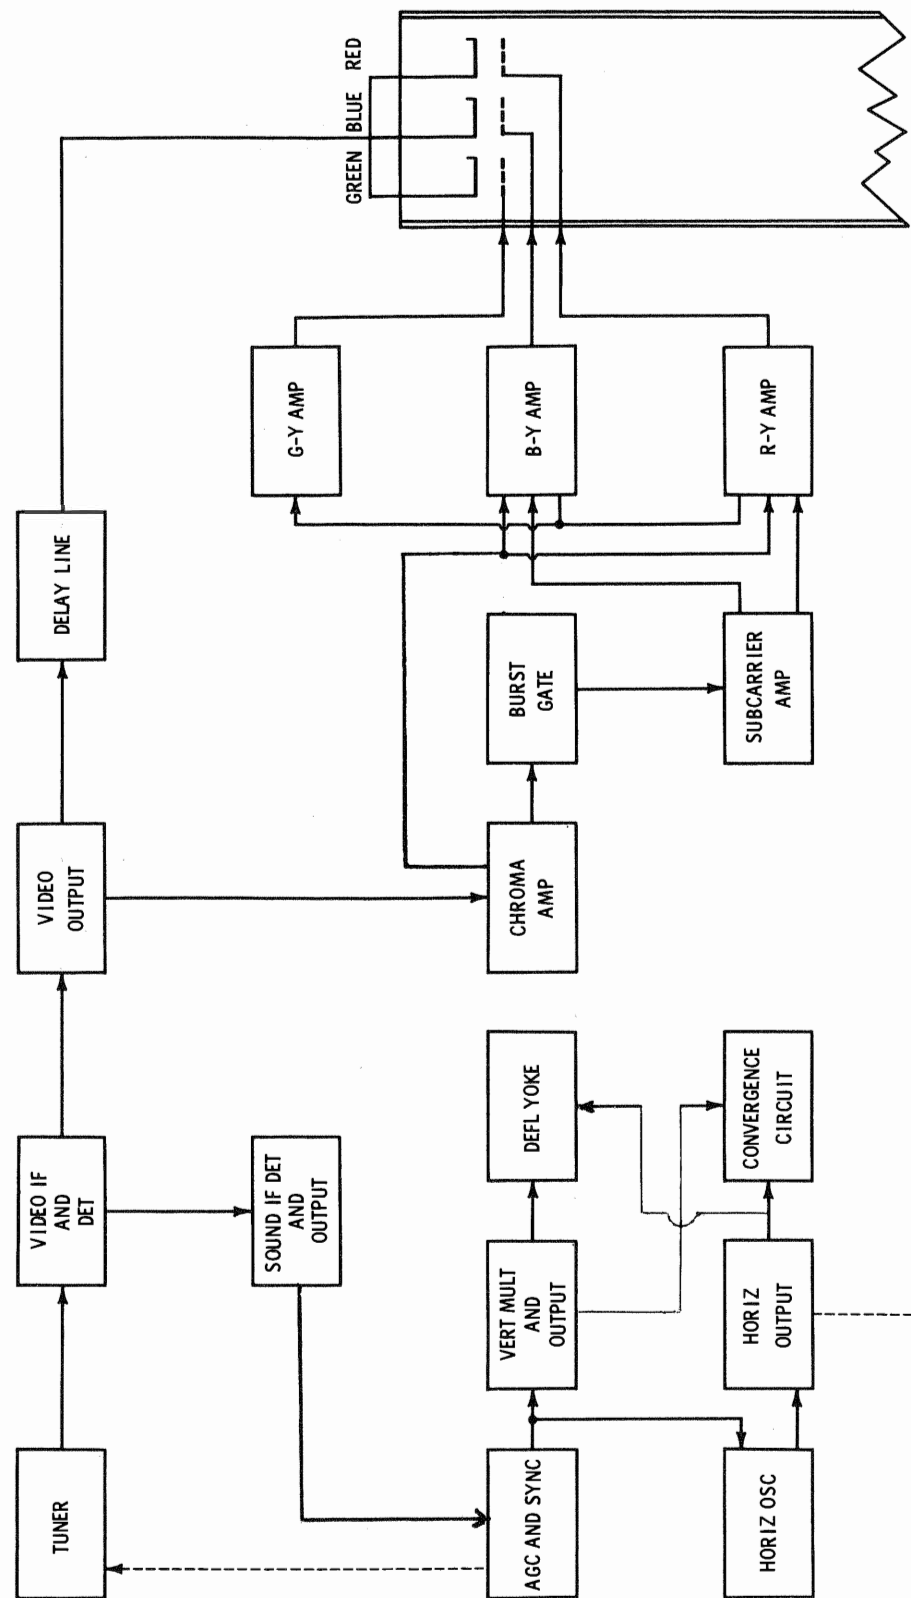 TUNER
VIDEO IF
AND
DET
VIDEO
OUTPUT
DELAY LINE
SOUND IF DET
AND
OUTPUT
G-Y AMP
GREEN
BLUE
RED
AGC AND SYNC
VERT MULT
AND
OUTPUT
DEFL YOKE
CHROMA
AMP
BURST
GATE
B-Y AMP
HORIZ OSC
HORIZ
OUTPUT
CONVERGENCE
CIRCUIT
SUBCARRIER
AMP
R-Y AMP